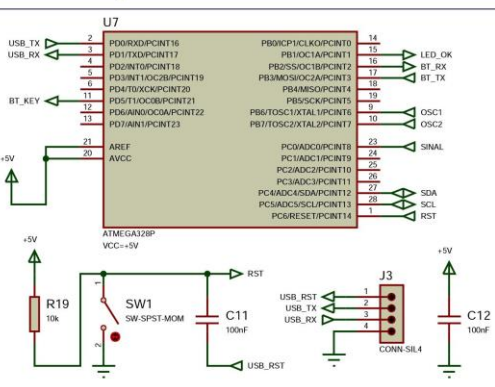 U7
USB_TX 2 PD0/RXD/PCINT16 PB0/ICP1/CLKO/PCINT0 14
USB_RX 3 PD1/TXD/PCINT17 PB1/OC1A/PCINT1 15 LED_OK
4 PD2/INT0/PCINT18 PB2/SS/OC1B/PCINT2 16 BT_RX
5 PD3/INT1/OC2B/PCINT19 PB3/MOSI/OC2A/PCINT3 17 BT_TX
6 PD4/T0/XCK/PCINT20 PB4/MISO/PCINT4 18
BT_KEY 11 PD5/T1/OC0B/PCINT21 PB5/SCK/PCINT5 19
12 PD6/AIN0/OC0A/PCINT22 PB6/TOSC1/XTAL1/PCINT6 9 OSC1
13 PD7/AIN1/PCINT23 PB7/TOSC2/XTAL2/PCINT7 10 OSC2
21 AREF PC0/ADC0/PCINT8 23 SINAL
+5V 20 AVCC PC1/ADC1/PCINT9 24
PC2/ADC2/PCINT10 25
PC3/ADC3/PCINT11 26
PC4/ADC4/SDA/PCINT12 27 SDA
PC5/ADC5/SCL/PCINT13 28 SCL
PC6/RESET/PCINT14 1 RST
ATMEGA328P
VCC=+5V
+5V
R19
10k
1
SW1
SW-SPST-MOM
2
RST
C11
100nF
USB_RST
J3
USB_RST 1
USB_TX 2
USB_RX 3
4
CONN-SIL4
+5V
C12
100nF